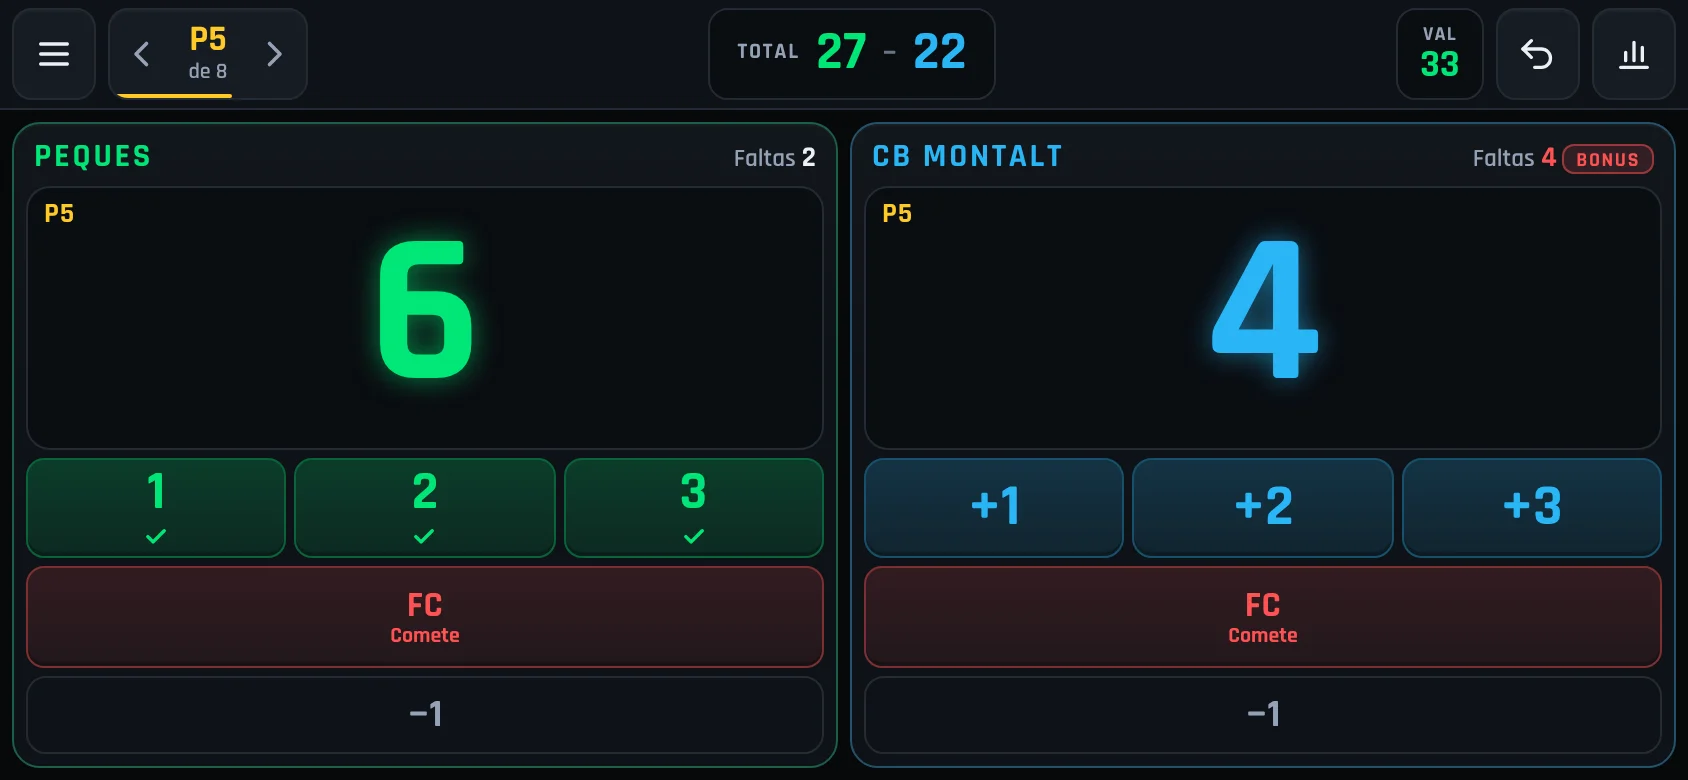 P5
de 8
TOTAL 27 - 22
VAL
33
PEQUES
Faltas 2
P5
6
1
2
3
FC
Comete
−1
CB MONTALT
Faltas 4 BONUS
P5
4
+1
+2
+3
FC
Comete
−1